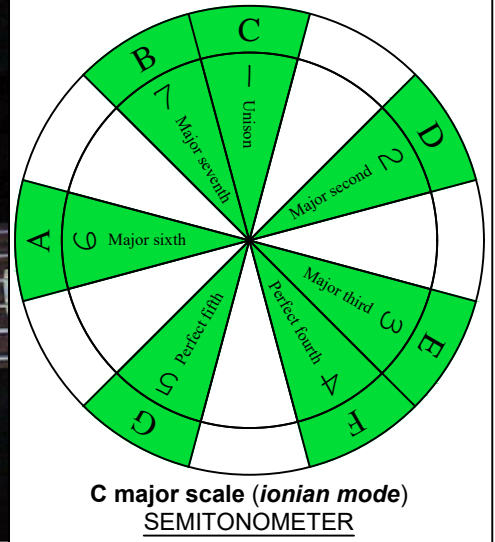 C
1 Unison
D
2 Major second
E
3 Major third
F
4 Perfect fourth
G
5 Perfect fifth
A
6 Major sixth
B
7 Major seventh
C major scale (ionian mode)
SEMITONOMETER